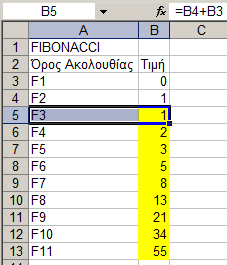 B5 =B4+B3
A B C
1 FIBONACCI
2 Όρος Ακολουθίας Τιμή
3 F1 0
4 F2 1
5 F3 1
6 F4 2
7 F5 3
8 F6 5
9 F7 8
10 F8 13
11 F9 21
12 F10 34
13 F11 55